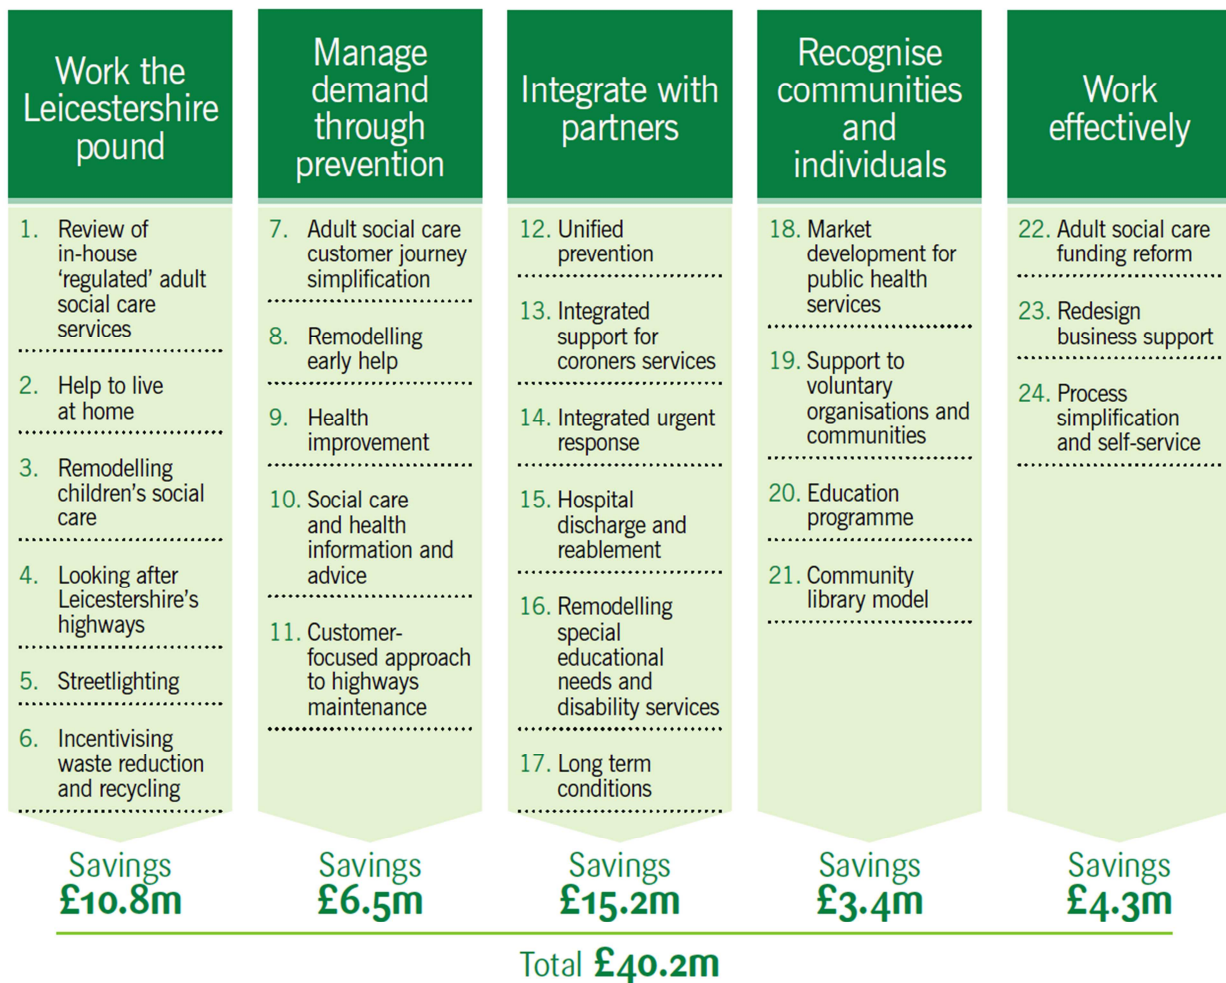 Work the
Leicestershire
pound
1. Review of
in-house
‘regulated’ adult
social care
services
2. Help to live
at home
3. Remodelling
children’s social
care
4. Looking after
Leicestershire’s
highways
5. Streetlighting
6. Incentivising
waste reduction
and recycling
Savings
£10.8m
Manage
demand
through
prevention
7. Adult social care
customer journey
simplification
8. Remodelling
early help
9. Health
improvement
10. Social care
and health
information and
advice
11. Customer-
focused approach
to highways
maintenance
Savings
£6.5m
Integrate with
partners
12. Unified
prevention
13. Integrated
support for
coroners services
14. Integrated urgent
response
15. Hospital
discharge and
reablement
16. Remodelling
special
educational
needs and
disability services
17. Long term
conditions
Savings
£15.2m
Recognise
communities
and
individuals
18. Market
development for
public health
services
19. Support to
voluntary
organisations and
communities
20. Education
programme
21. Community
library model
Savings
£3.4m
Work
effectively
22. Adult social care
funding reform
23. Redesign
business support
24. Process
simplification
and self-service
Savings
£4.3m
Total £40.2m